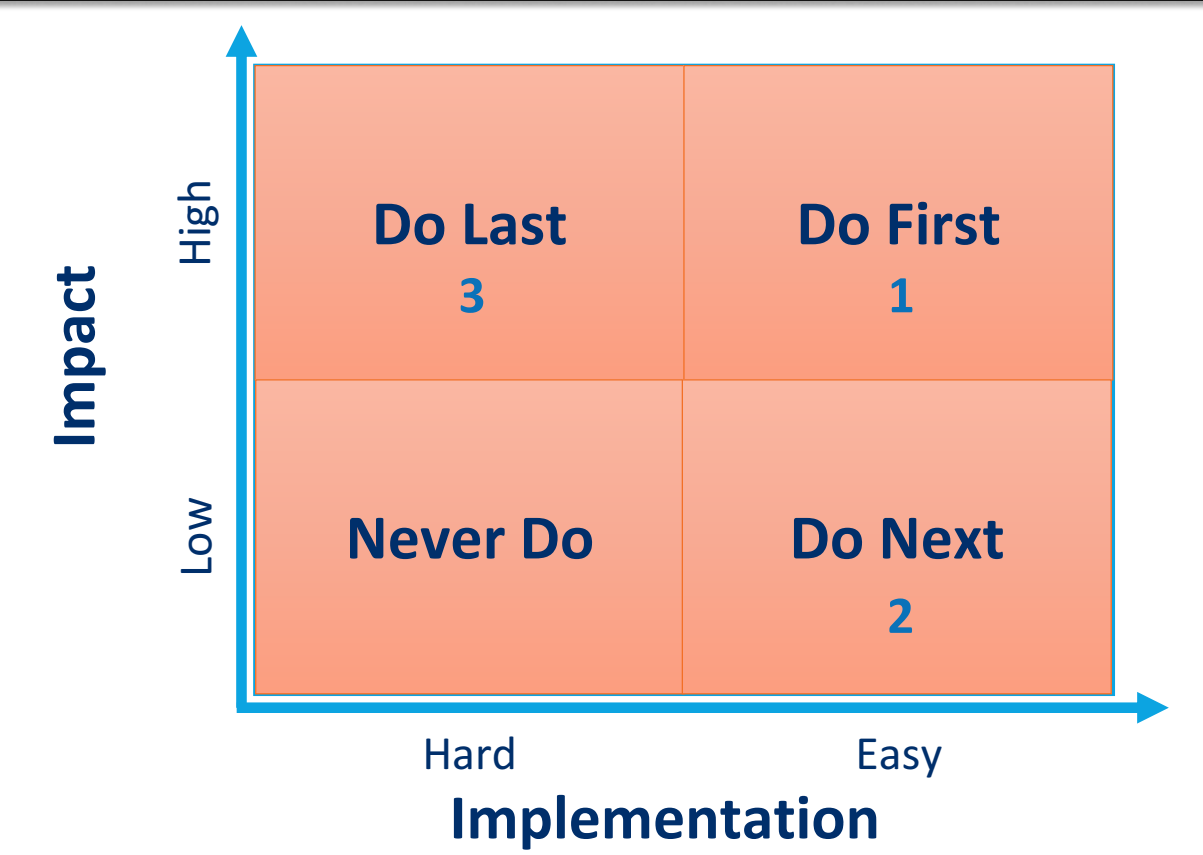 Impact
High
Low
Do Last
3
Do First
1
Never Do
Do Next
2
Hard
Easy
Implementation